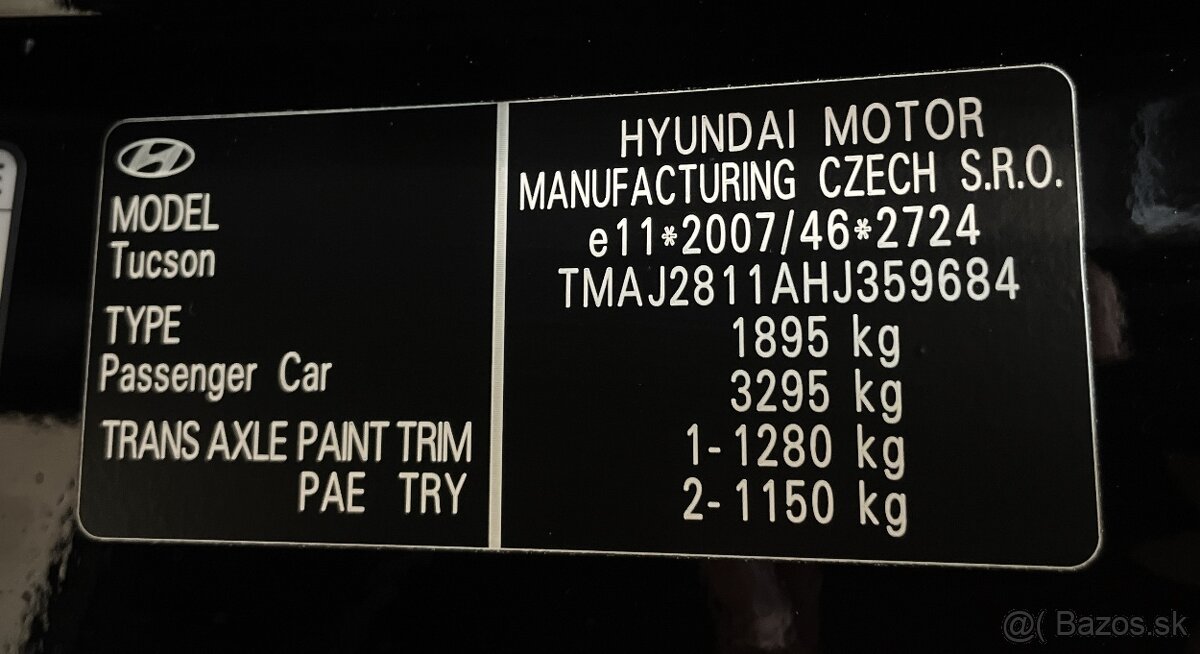 MODEL
Tucson
TYPE
Passenger Car
TRANS AXLE PAINT TRIM
PAE TRY
HYUNDAI MOTOR
MANUFACTURING CZECH S.R.O.
e11*2007/46*2724
TMAJ2811AHJ359684
1895 kg
3295 kg
1-1280 kg
2-1150 kg
@( Bazos.sk